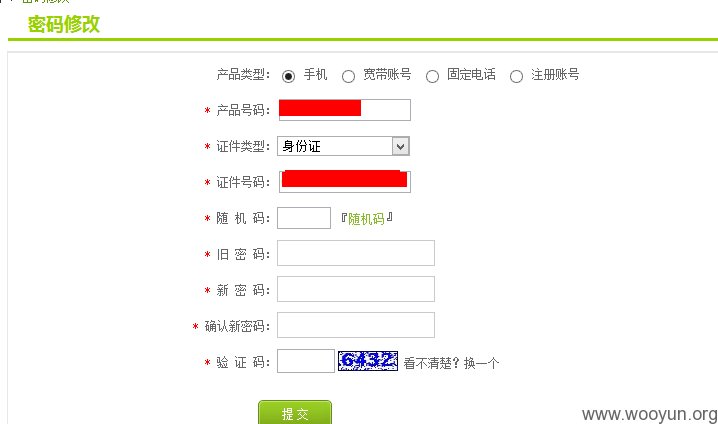 密码修改
产品类型： 手机 宽带账号 固定电话 注册账号
* 产品号码：
* 证件类型： 身份证
* 证件号码：
* 随 机 码： 『随机码』
* 旧 密 码：
* 新 密 码：
* 确认新密码：
* 验 证 码： 6432 看不清楚？换一个
提 交
www.wooyun.org